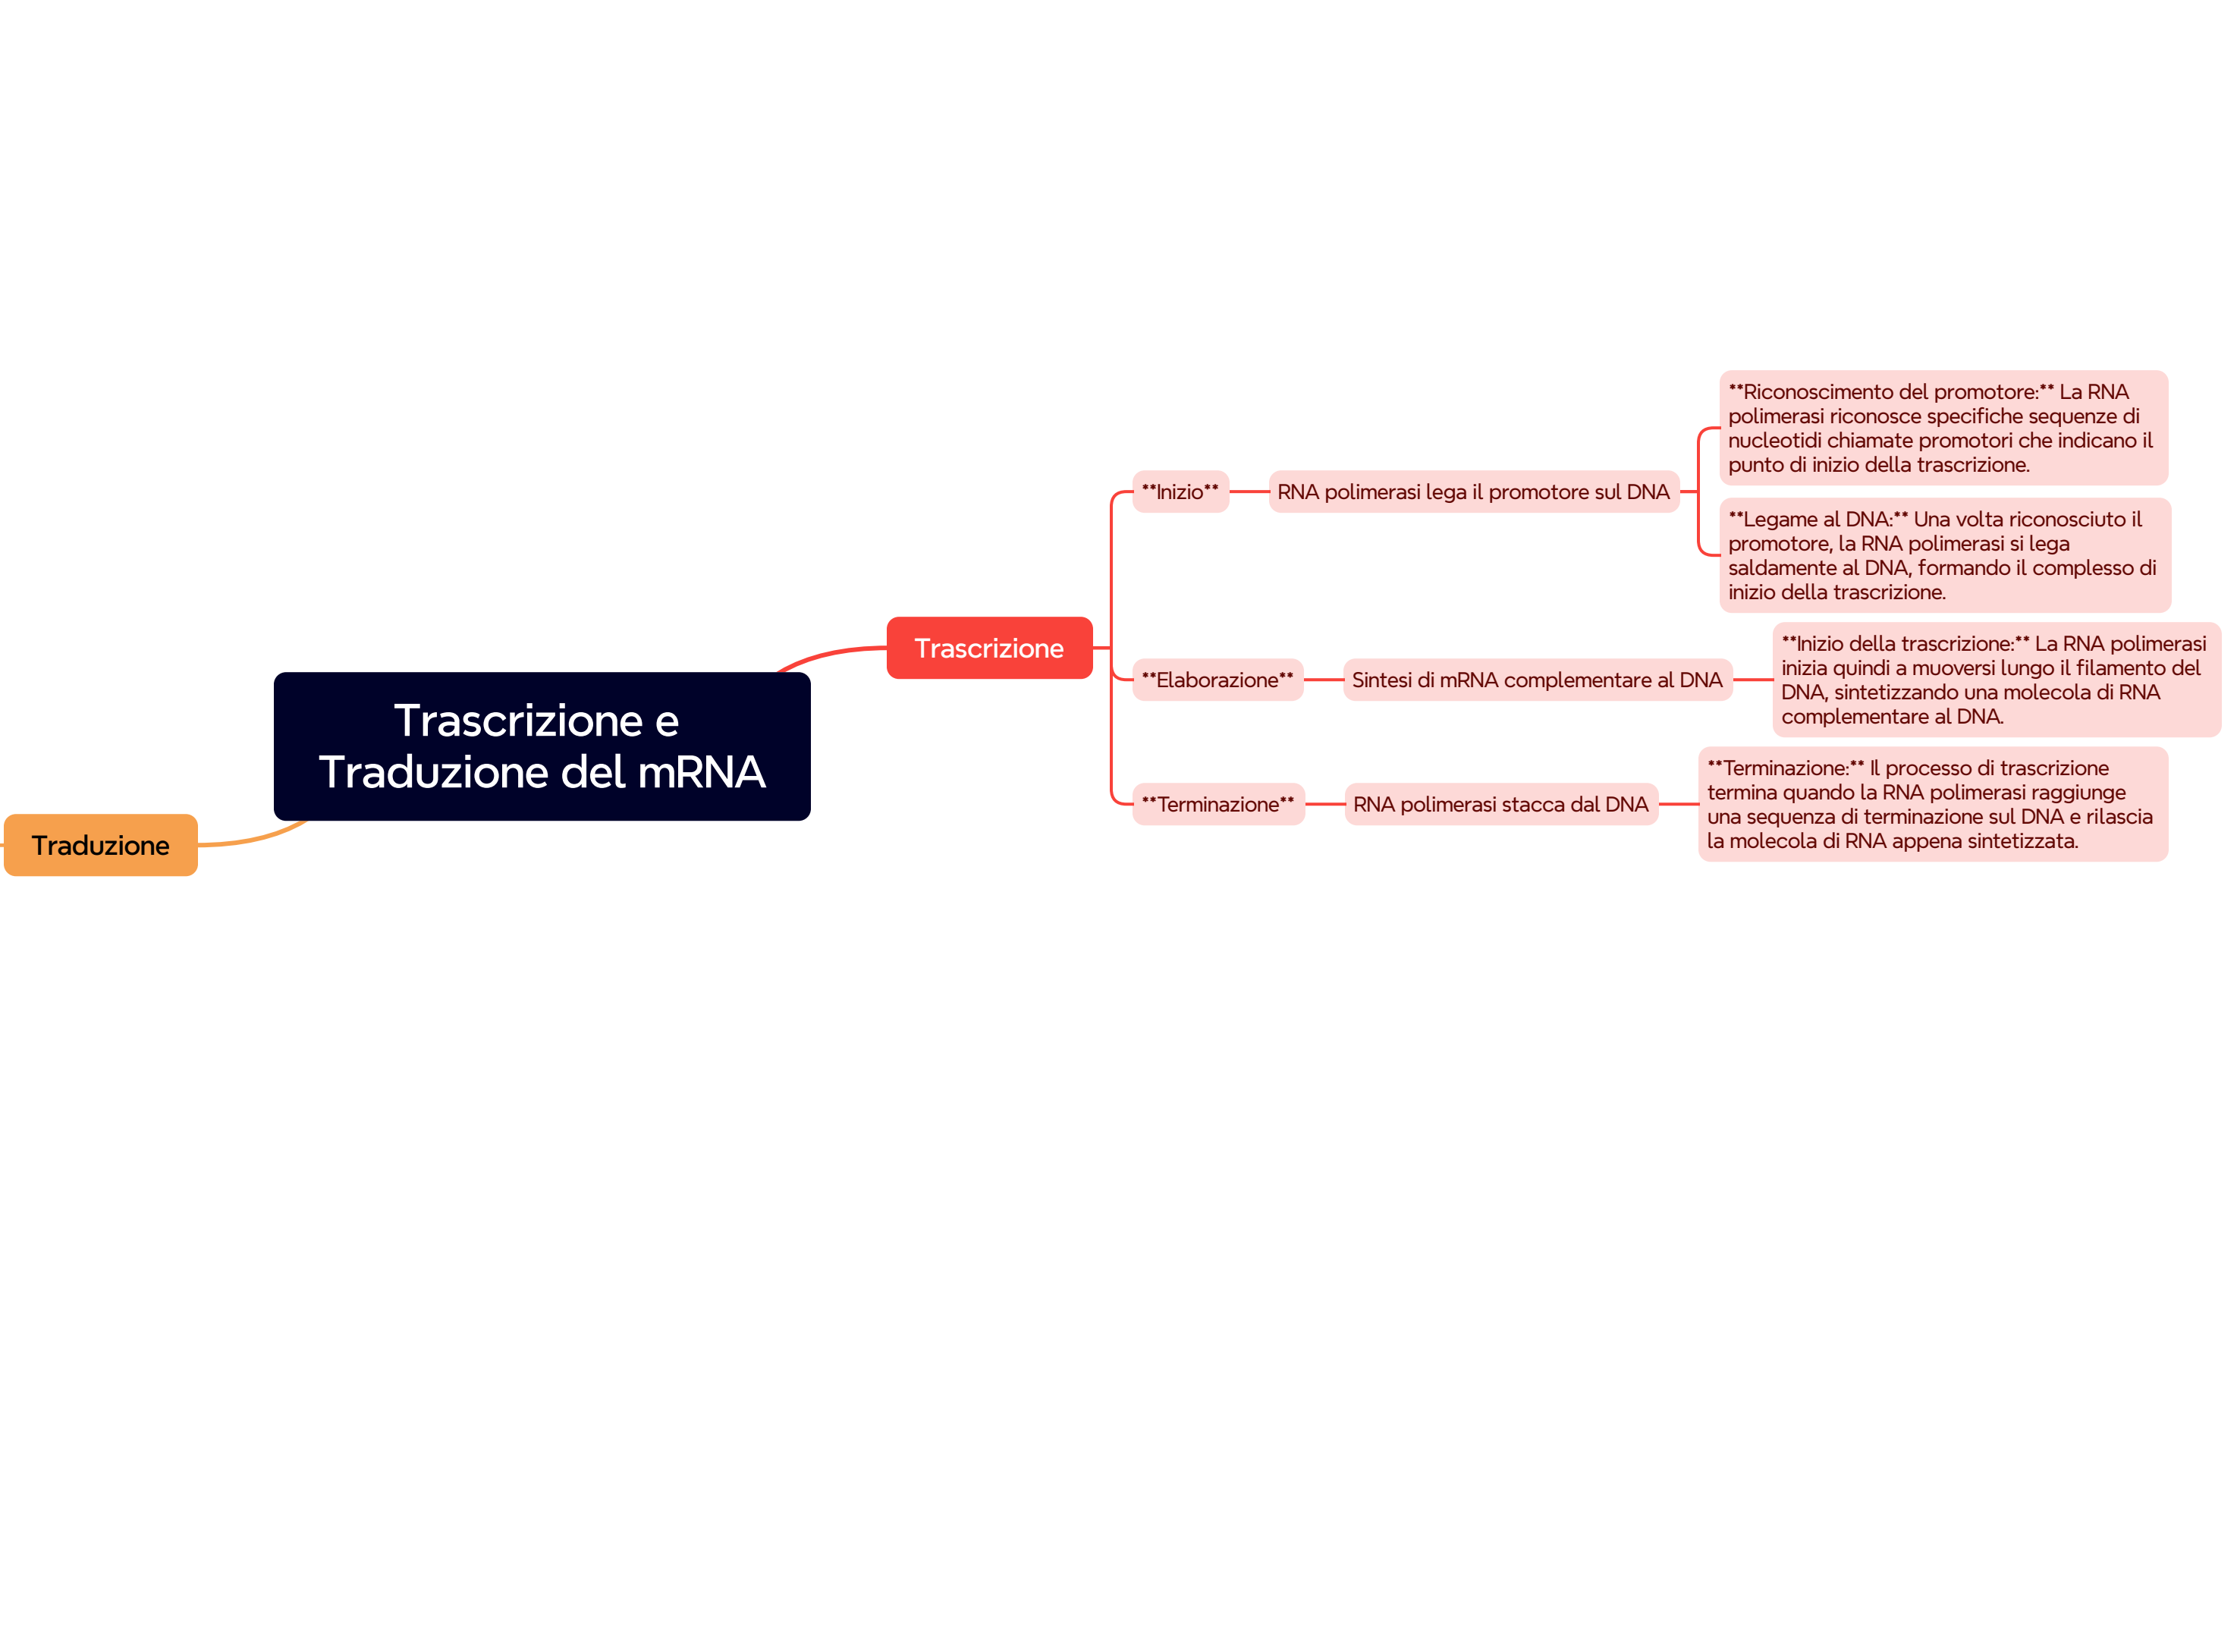 Trascrizione e
Traduzione del mRNA
Traduzione
Trascrizione
**Inizio**
RNA polimerasi lega il promotore sul DNA
**Riconoscimento del promotore:** La RNA
polimerasi riconosce specifiche sequenze di
nucleotidi chiamate promotori che indicano il
punto di inizio della trascrizione.
**Legame al DNA:** Una volta riconosciuto il
promotore, la RNA polimerasi si lega
saldamente al DNA, formando il complesso di
inizio della trascrizione.
**Elaborazione**
Sintesi di mRNA complementare al DNA
**Inizio della trascrizione:** La RNA polimerasi
inizia quindi a muoversi lungo il filamento del
DNA, sintetizzando una molecola di RNA
complementare al DNA.
**Terminazione**
RNA polimerasi stacca dal DNA
**Terminazione:** Il processo di trascrizione
termina quando la RNA polimerasi raggiunge
una sequenza di terminazione sul DNA e rilascia
la molecola di RNA appena sintetizzata.